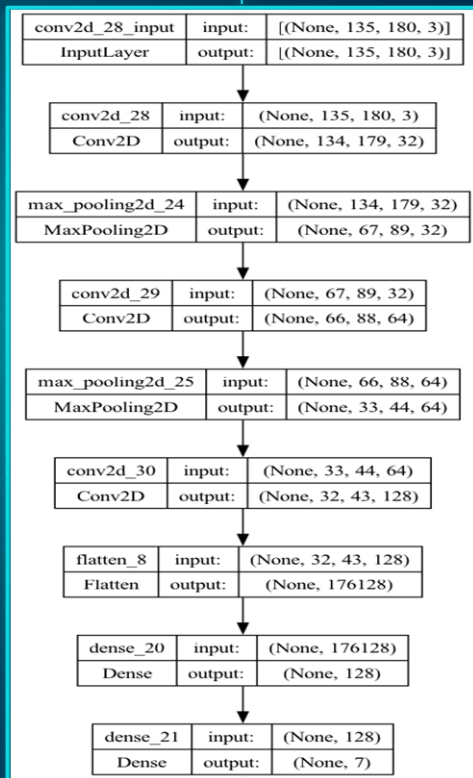 conv2d_28_input input: [(None, 135, 180, 3)]
InputLayer output: [(None, 135, 180, 3)]
conv2d_28 input: (None, 135, 180, 3)
Conv2D output: (None, 134, 179, 32)
max_pooling2d_24 input: (None, 134, 179, 32)
MaxPooling2D output: (None, 67, 89, 32)
conv2d_29 input: (None, 67, 89, 32)
Conv2D output: (None, 66, 88, 64)
max_pooling2d_25 input: (None, 66, 88, 64)
MaxPooling2D output: (None, 33, 44, 64)
conv2d_30 input: (None, 33, 44, 64)
Conv2D output: (None, 32, 43, 128)
flatten_8 input: (None, 32, 43, 128)
Flatten output: (None, 176128)
dense_20 input: (None, 176128)
Dense output: (None, 128)
dense_21 input: (None, 128)
Dense output: (None, 7)